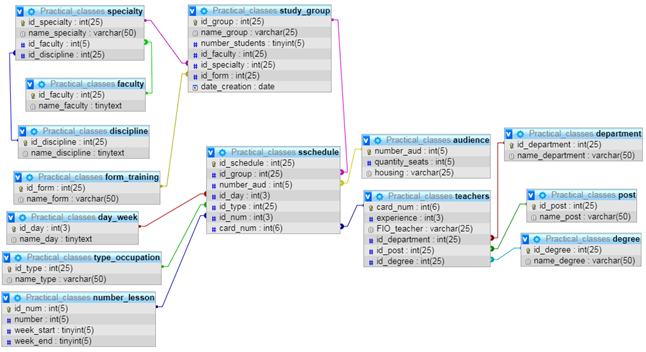 Practical_classes specialty
id_specialty : int(25)
name_specialty : varchar(50)
id_faculty : int(5)
id_discipline : int(25)
Practical_classes faculty
id_faculty : int(25)
name_faculty : tinytext
Practical_classes discipline
id_discipline : int(25)
name_discipline : tinytext
Practical_classes form_training
id_form : int(25)
name_form : varchar(50)
Practical_classes day_week
id_day : int(3)
name_day : tinytext
Practical_classes type_occupation
id_type : int(25)
name_type : varchar(50)
Practical_classes number_lesson
id_num : int(5)
number : int(5)
week_start : tinyint(5)
week_end : tinyint(5)
Practical_classes study_group
id_group : int(25)
name_group : varchar(25)
number_students : tinyint(5)
id_faculty : int(25)
id_specialty : int(25)
id_form : int(25)
date_creation : date
Practical_classes sschedule
id_schedule : int(25)
id_group : int(25)
number_aud : int(5)
id_day : int(3)
id_type : int(25)
id_num : int(3)
card_num : int(6)
Practical_classes audience
number_aud : int(5)
quantity_seats : int(5)
housing : varchar(25)
Practical_classes teachers
card_num : int(6)
experience : int(3)
FIO_teacher : varchar(25)
id_department : int(25)
id_post : int(25)
id_degree : int(25)
Practical_classes department
id_department : int(25)
name_department : varchar(50)
Practical_classes post
id_post : int(25)
name_post : varchar(50)
Practical_classes degree
id_degree : int(25)
name_degree : varchar(50)